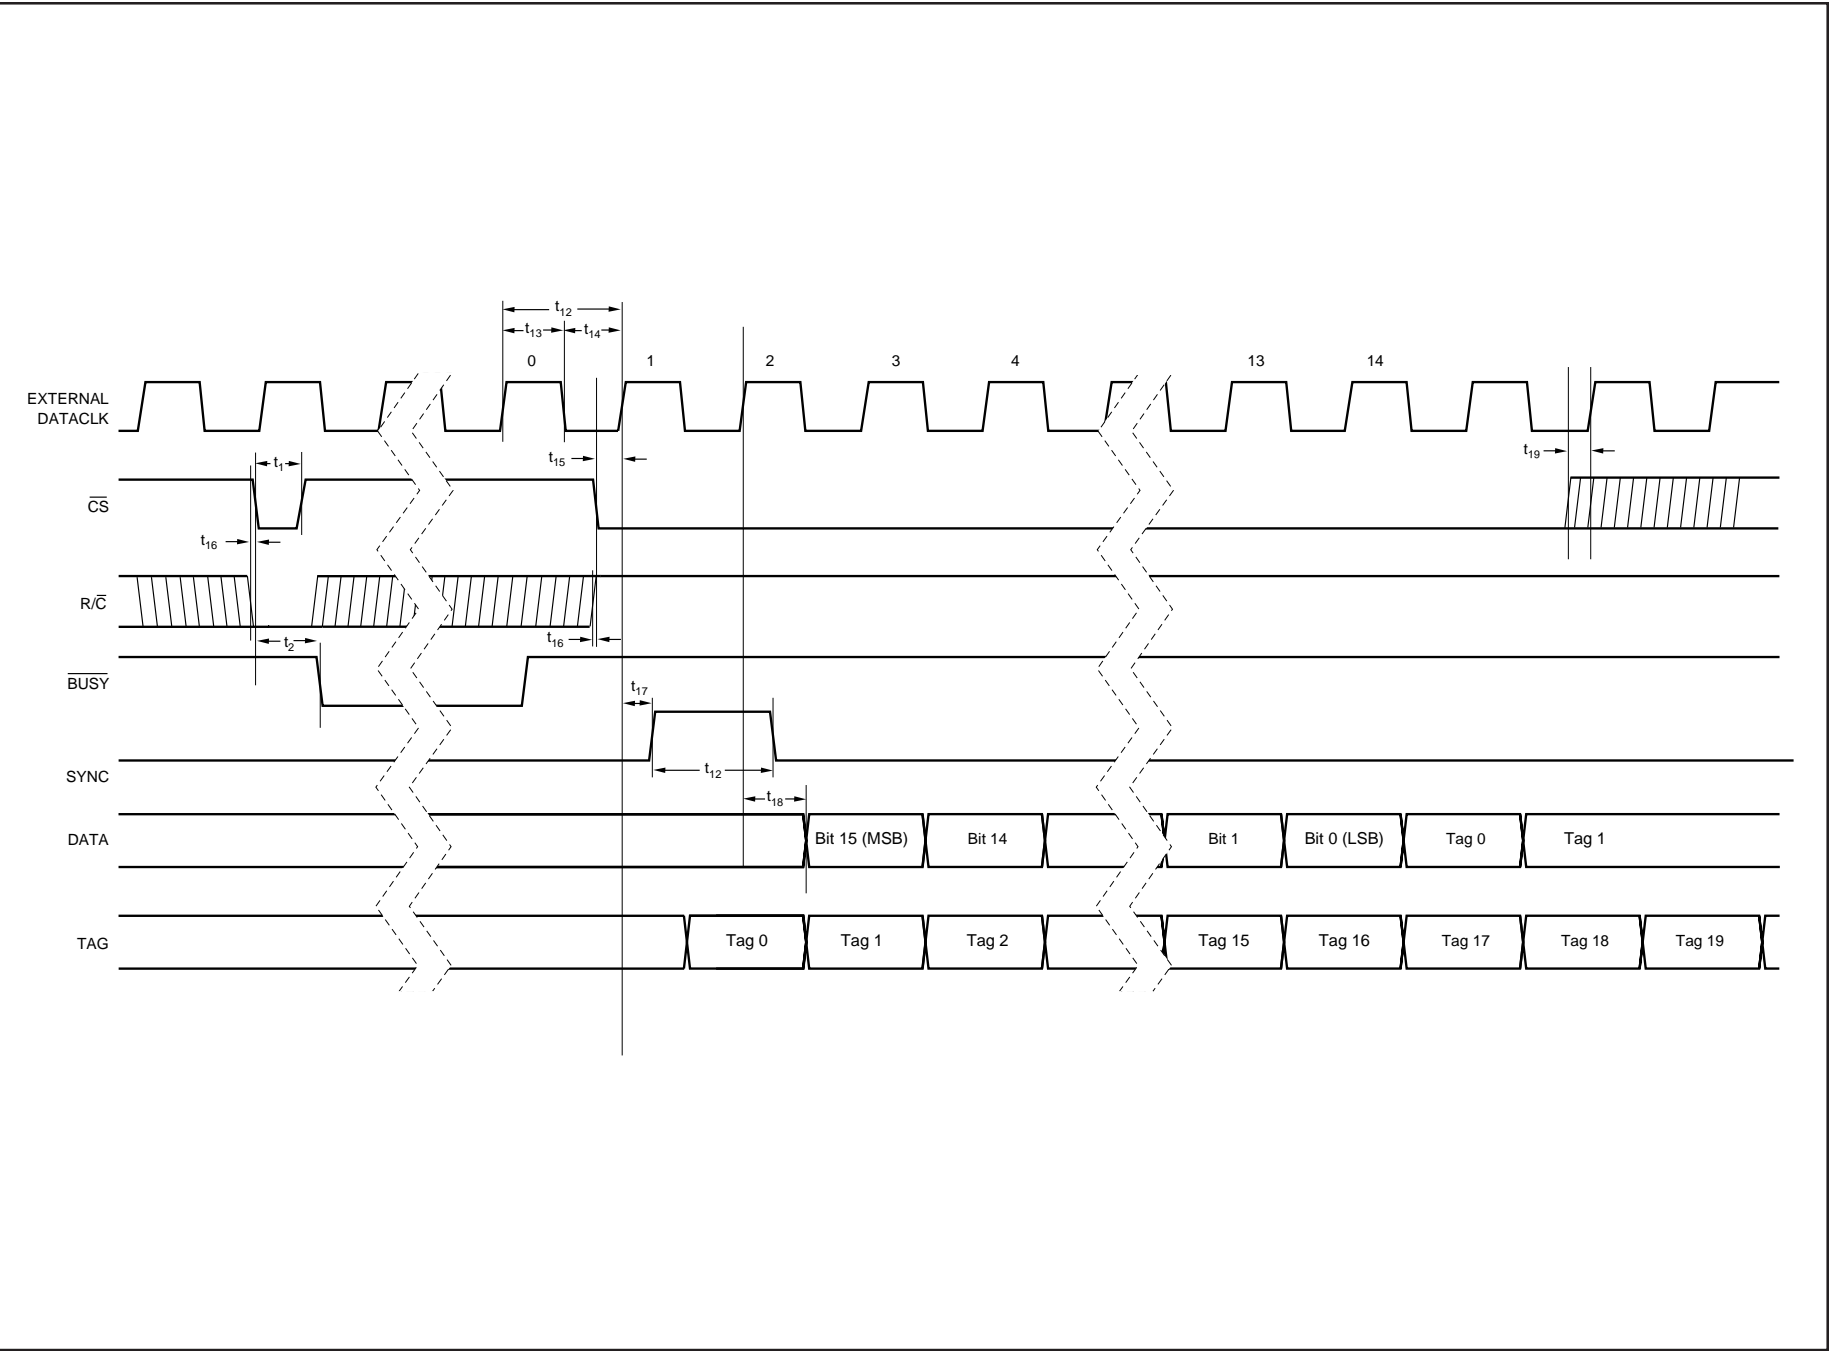 t12
t13 t14
0 1 2 3 4 13 14
EXTERNAL
DATACLK
t15 t19
t1
CS
t16
R/C
t16
t2
BUSY
t17
SYNC
t12
t18
DATA Bit 15 (MSB) Bit 14 Bit 1 Bit 0 (LSB) Tag 0 Tag 1
TAG Tag 0 Tag 1 Tag 2 Tag 15 Tag 16 Tag 17 Tag 18 Tag 19